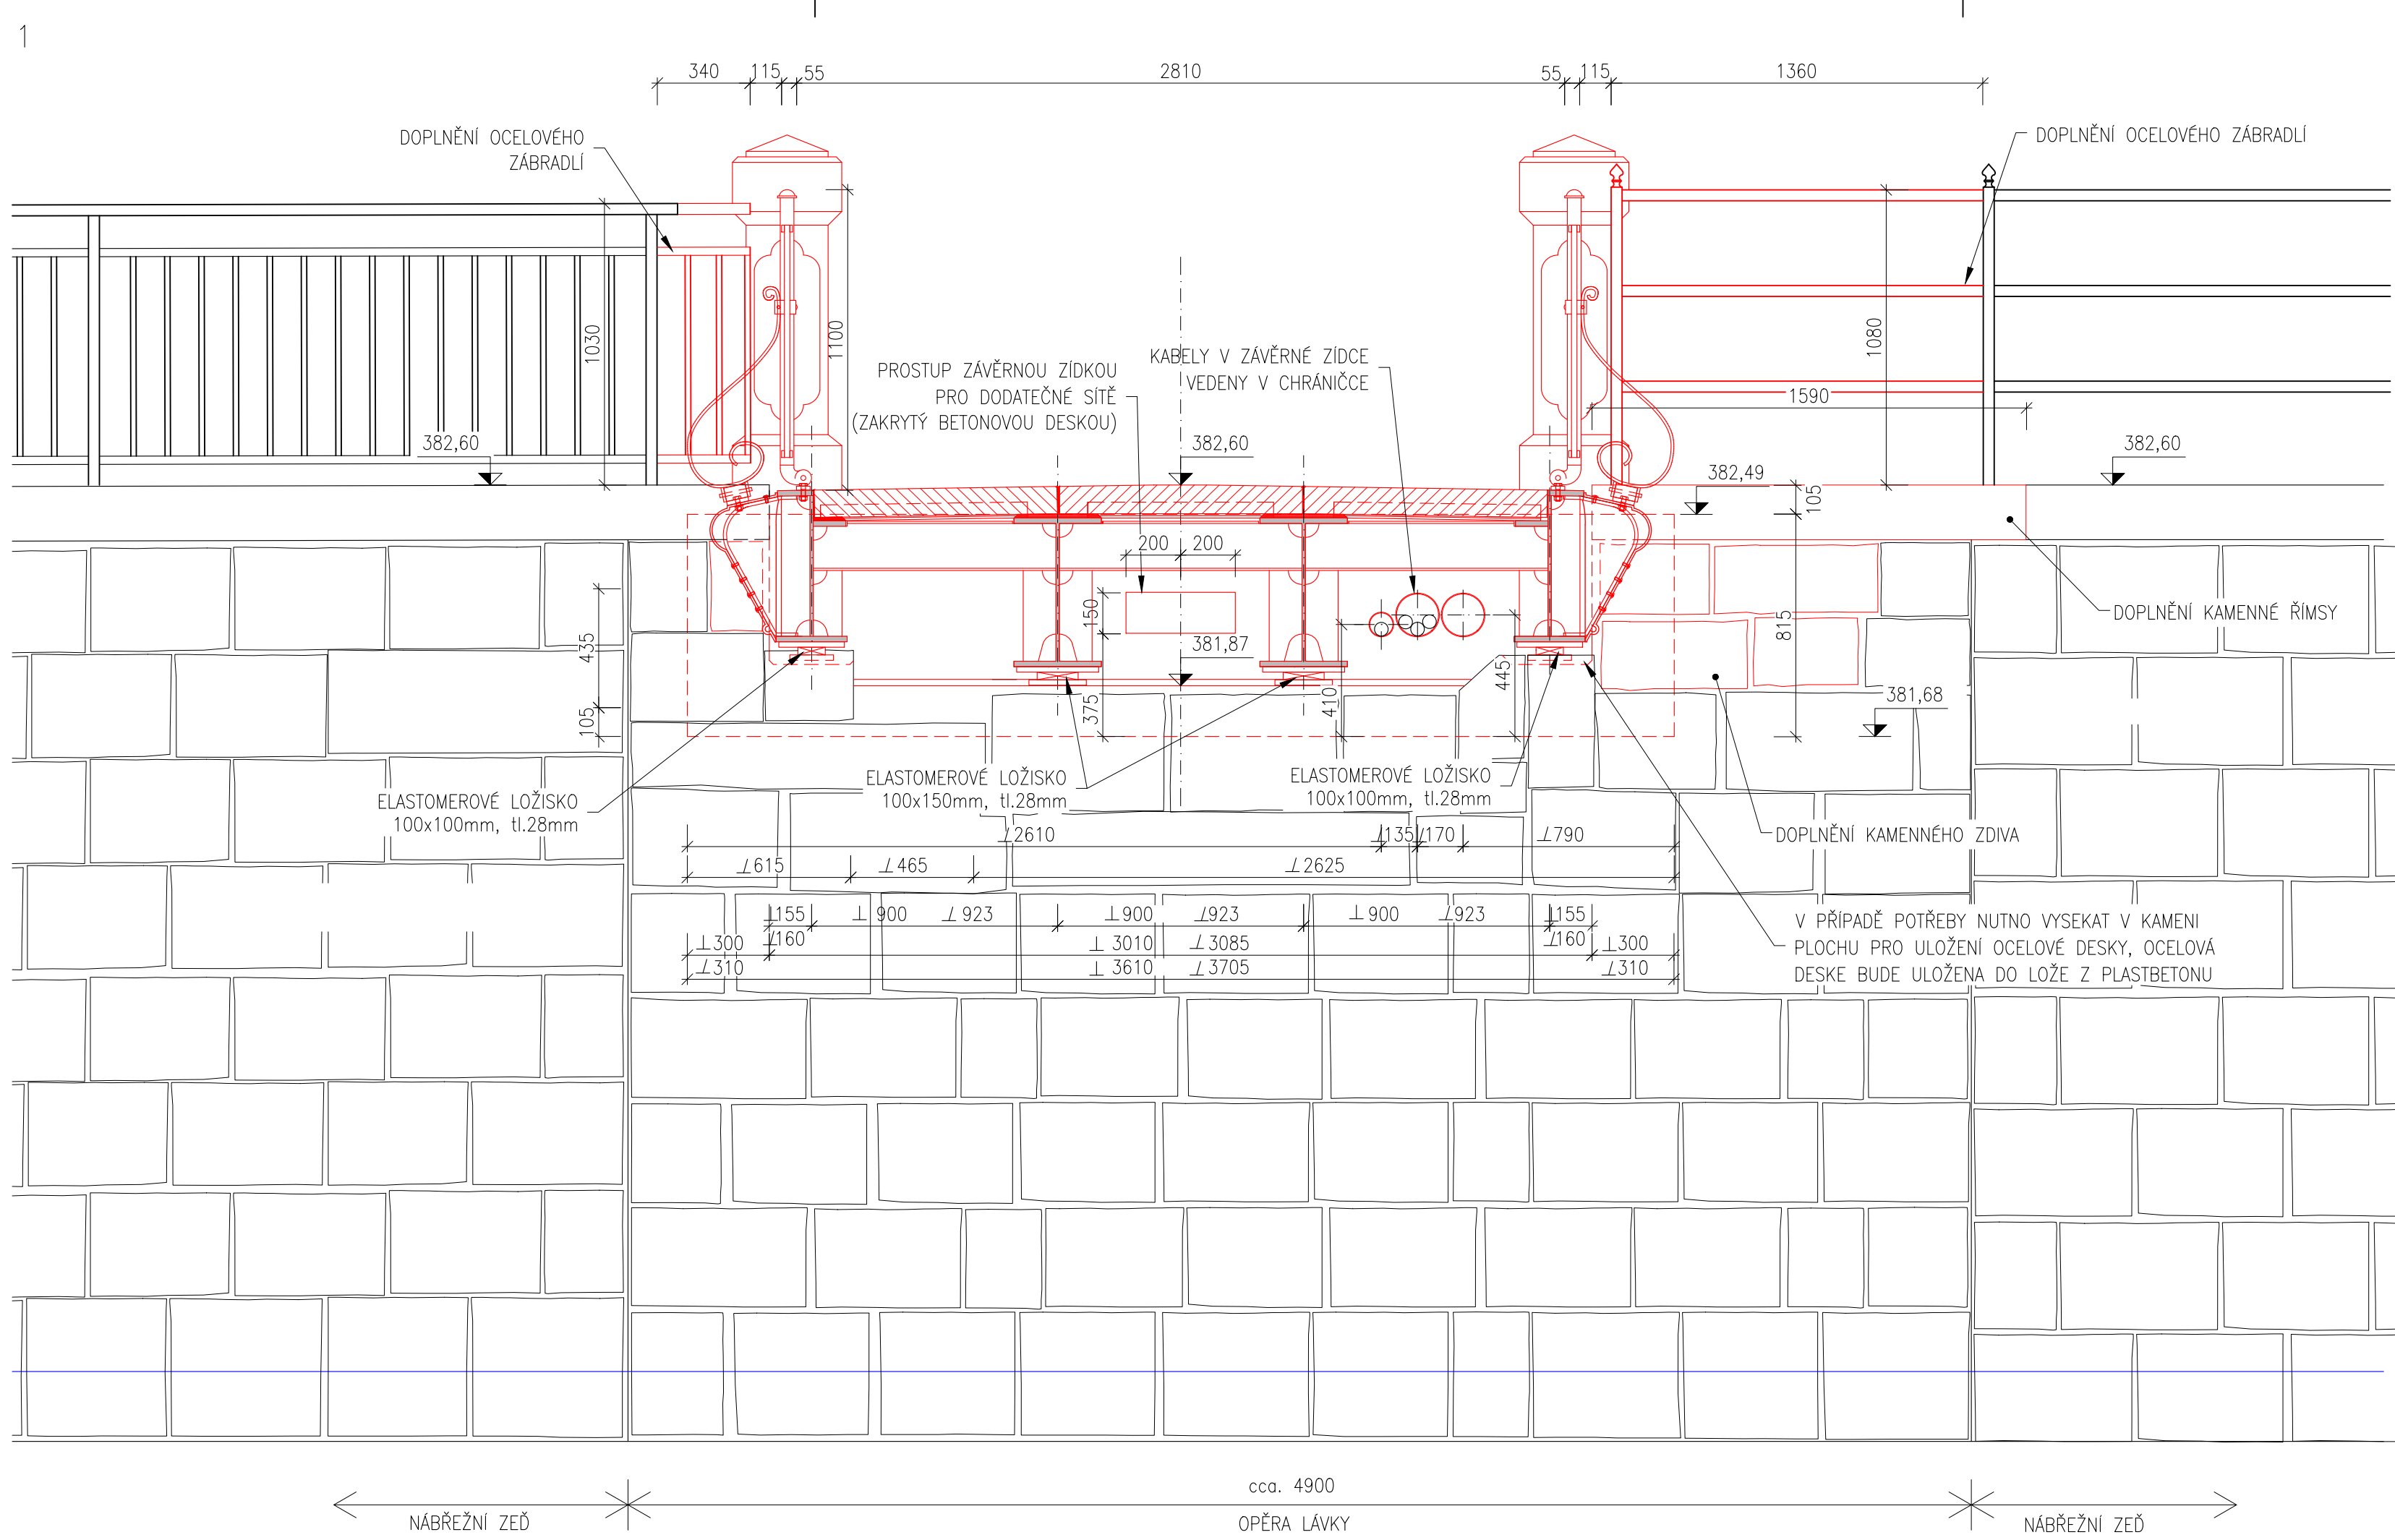 1
340 115 55 2810 55 115 1360
DOPLNĚNÍ OCELOVÉHO
ZÁBRADLÍ
DOPLNĚNÍ OCELOVÉHO ZÁBRADLÍ
1030
1100
1080
PROSTUP ZÁVĚRNOU ZÍDKOU
PRO DODATEČNÉ SÍTĚ
(ZAKRYTÝ BETONOVOU DESKOU)
KABELY V ZÁVĚRNÉ ZÍDCE
VEDENY V CHRÁNIČCE
1590
382,60
382,60
382,49
382,60
105
200 200
150
435
105
381,87
375
410
445
815
DOPLNĚNÍ KAMENNÉ ŘÍMSY
381,68
ELASTOMEROVÉ LOŽISKO
100x100mm, tl.28mm
ELASTOMEROVÉ LOŽISKO
100x150mm, tl.28mm
ELASTOMEROVÉ LOŽISKO
100x100mm, tl.28mm
DOPLNĚNÍ KAMENNÉHO ZDIVA
∠2610 ∠135 ∠170 ∠790
∠615 ∠465 ∠2625
⊥155 ⊥900 ∠923 ⊥900 ∠923 ⊥900 ∠923 ⊥155
⊥300 ∠160 ⊥3010 ∠3085 ∠160 ⊥300
∠310 ⊥3610 ∠3705 ∠310
V PŘÍPADĚ POTŘEBY NUTNO VYSEKAT V KAMENI
PLOCHU PRO ULOŽENÍ OCELOVÉ DESKY, OCELOVÁ
DESKE BUDE ULOŽENA DO LOŽE Z PLASTBETONU
cca. 4900
NÁBŘEŽNÍ ZEĎ
OPĚRA LÁVKY
NÁBŘEŽNÍ ZEĎ